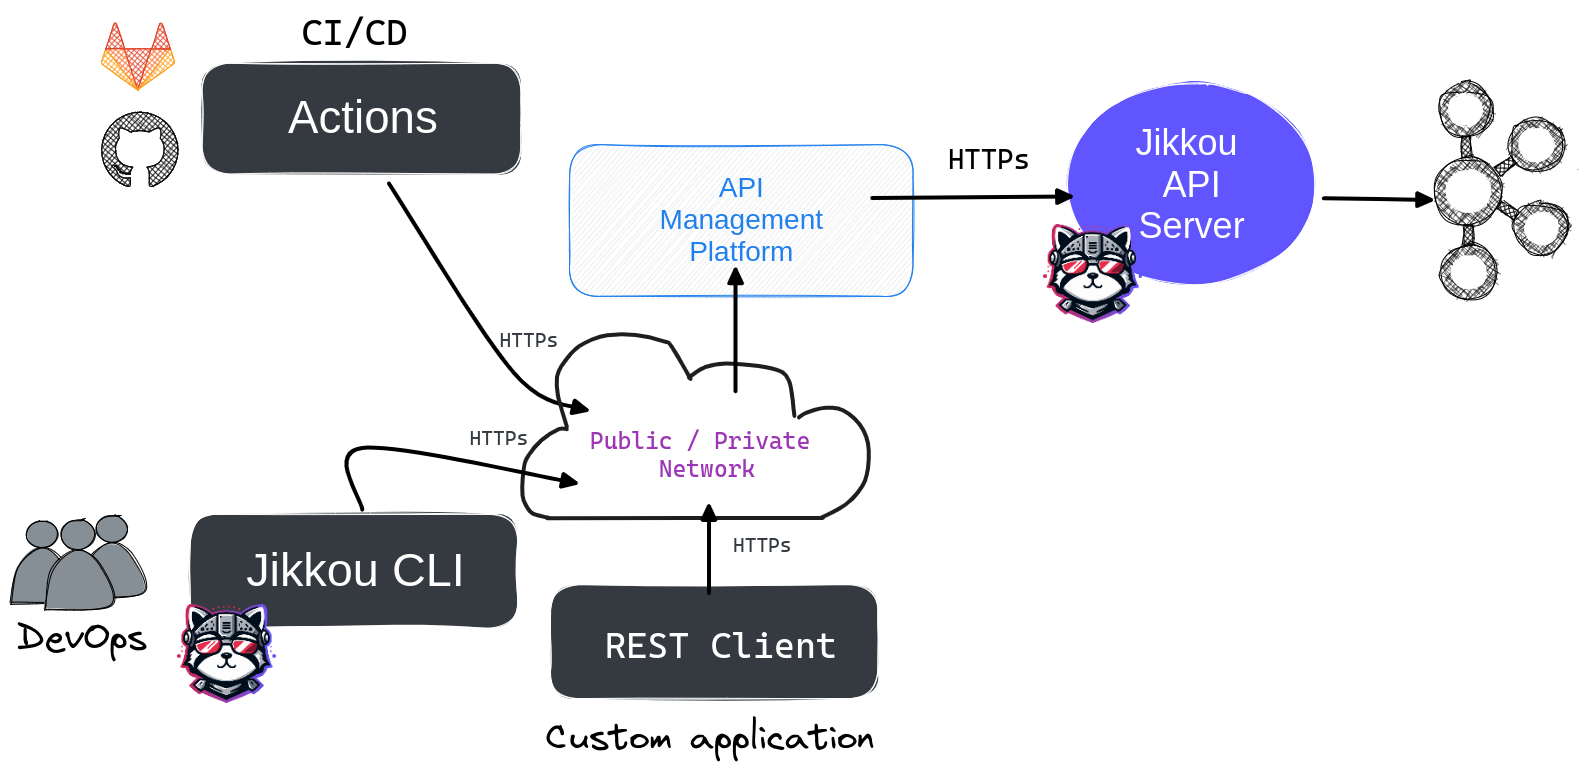 CI/CD
Actions
API
Management
Platform
HTTPs
Jikkou
API
Server
HTTPs
HTTPs
Public / Private
Network
HTTPs
Jikkou CLI
DevOps
REST Client
Custom application